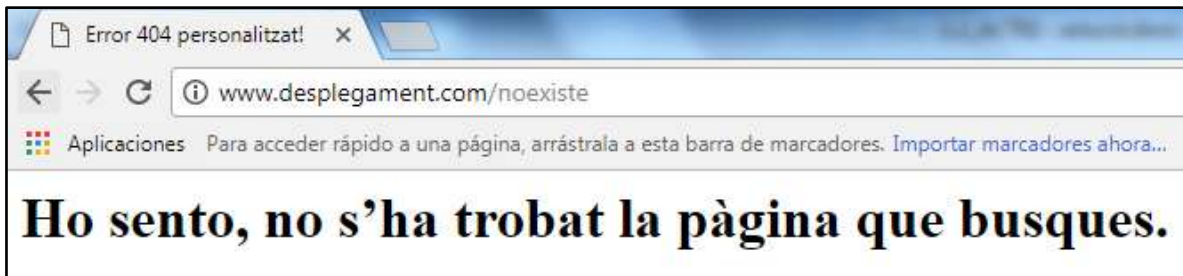 Error 404 personalitzat!
www.desplegament.com/noexiste
Aplicaciones Para acceder rápido a una página, arrástrala a esta barra de marcadores. Importar marcadores ahora...
Ho sento, no s’ha trobat la pàgina que busques.